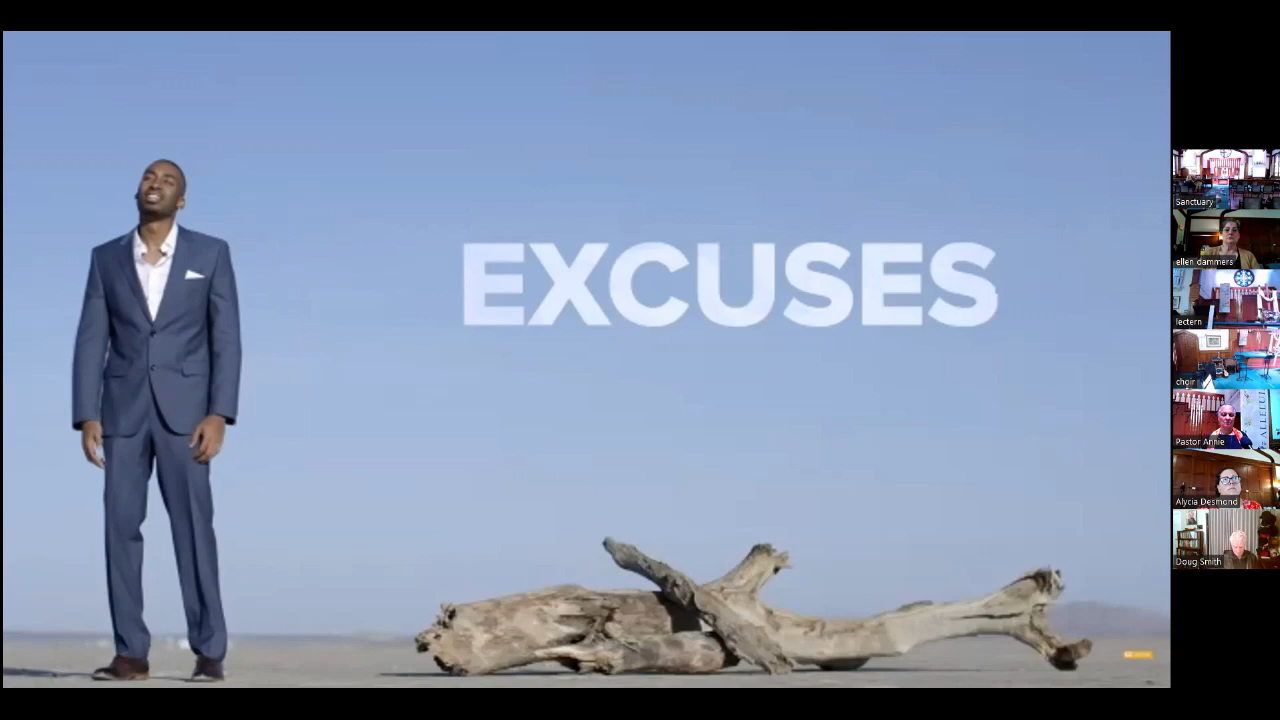 EXCUSES
Sanctuary
ellen dammers
lectern
choir
Pastor Annie
Alycia Desmond
Doug Smith